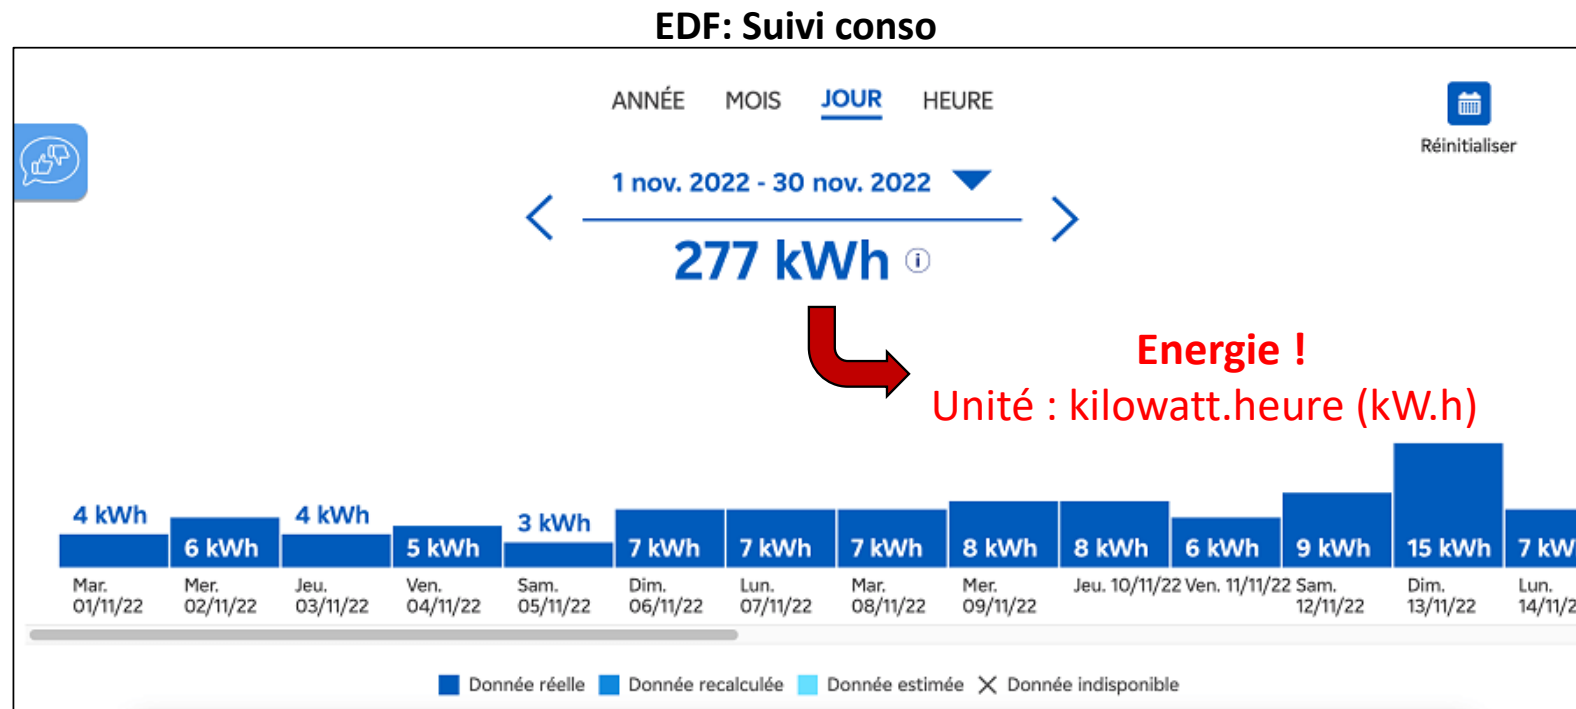 EDF: Suivi conso
ANNÉE MOIS JOUR HEURE
Réinitialiser
1 nov. 2022 - 30 nov. 2022
277 kWh
Energie !
Unité : kilowatt.heure (kW.h)
4 kWh 6 kWh 4 kWh 5 kWh 3 kWh 7 kWh 7 kWh 7 kWh 8 kWh 8 kWh 6 kWh 9 kWh 15 kWh 7 kW
Mar. Mer. Jeu. Ven. Sam. Dim. Lun. Mar. Mer. Jeu. 10/11/22 Ven. 11/11/22 Sam. Dim. Lun.
01/11/22 02/11/22 03/11/22 04/11/22 05/11/22 06/11/22 07/11/22 08/11/22 09/11/22 12/11/22 13/11/22 14/11/2
Donnée réelle Donnée recalculée Donnée estimée Donnée indisponible